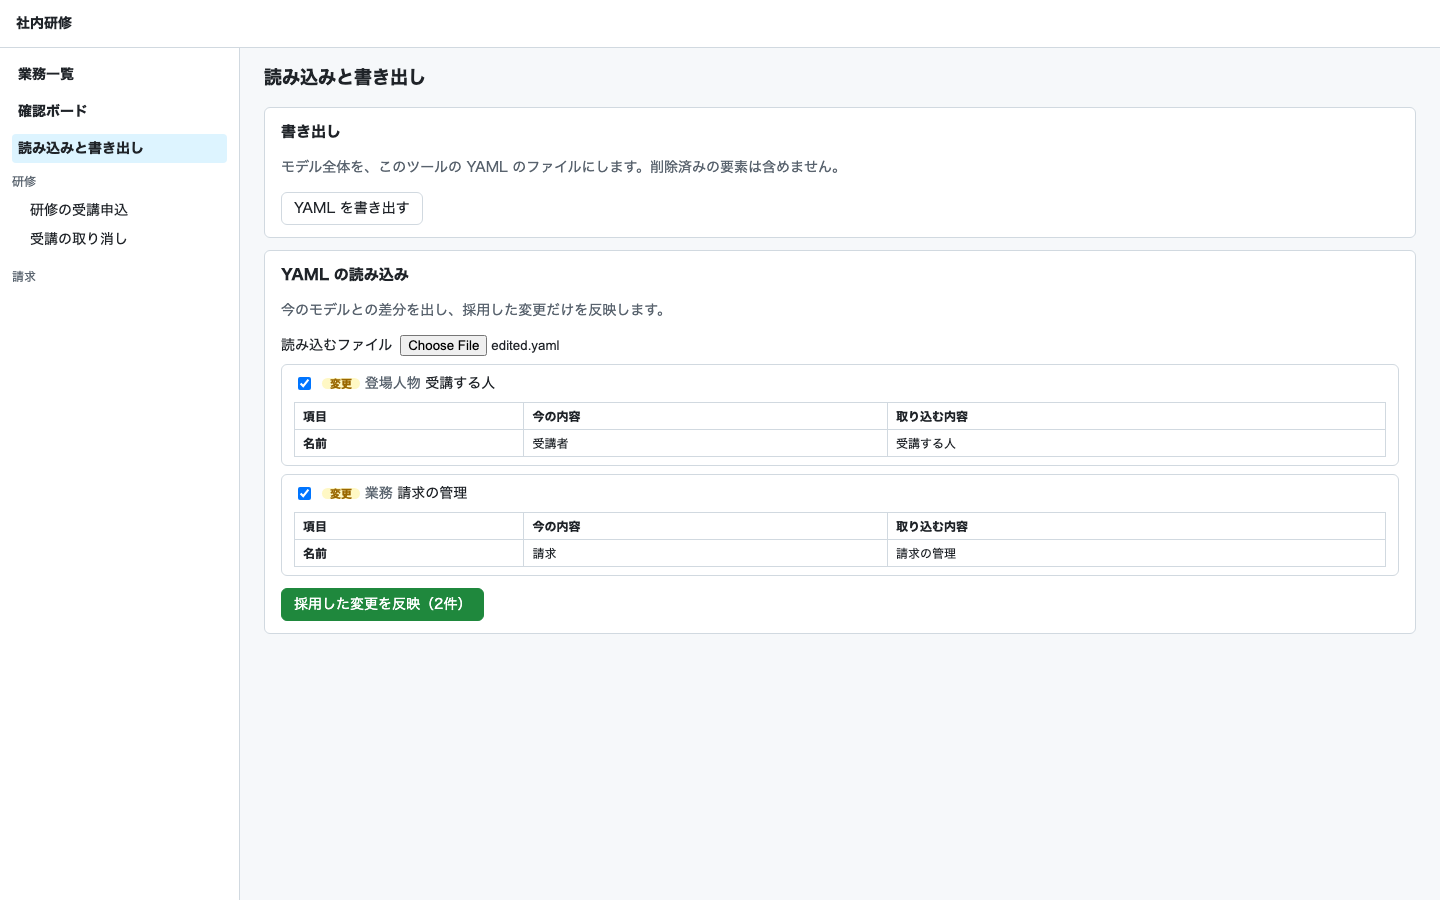 社内研修
業務一覧
確認ボード
読み込みと書き出し
研修
研修の受講申込
受講の取り消し
請求
読み込みと書き出し
書き出し
モデル全体を、このツールの YAML のファイルにします。削除済みの要素は含めません。
YAML を書き出す
YAML の読み込み
今のモデルとの差分を出し、採用した変更だけを反映します。
読み込むファイル Choose File edited.yaml
変更 登場人物 受講する人
項目 今の内容 取り込む内容
名前 受講者 受講する人
変更 業務 請求の管理
項目 今の内容 取り込む内容
名前 請求 請求の管理
採用した変更を反映（2件）